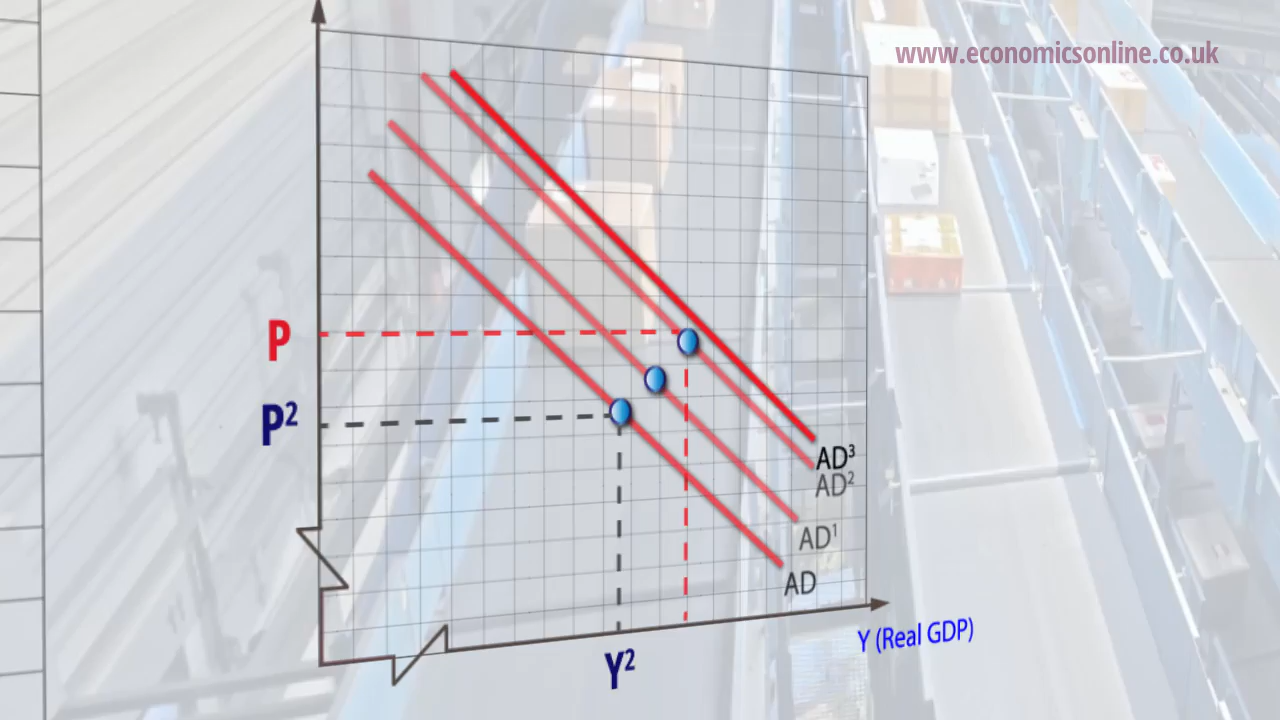 www.economicsonline.co.uk
P
P²
AD³
AD²
AD¹
AD
Y (Real GDP)
Y²